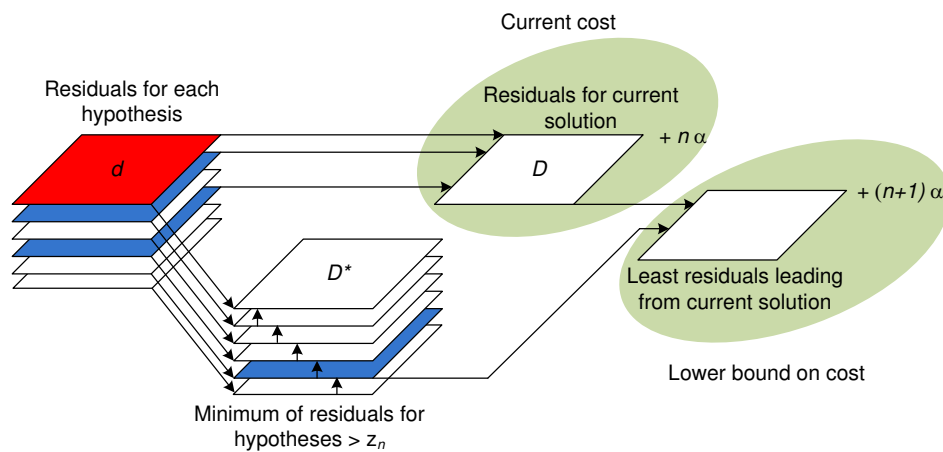 Current cost
Residuals for each
hypothesis
d
Residuals for current
solution
+ n α
D
+ (n+1) α
D*
Least residuals leading
from current solution
Lower bound on cost
Minimum of residuals for
hypotheses > zn